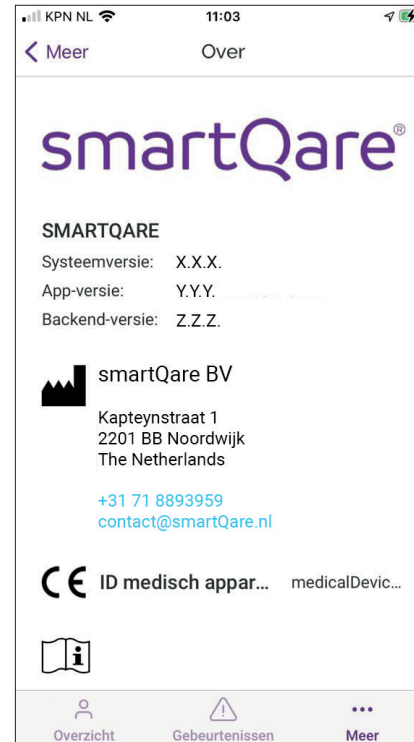 KPN NL 11:03
Meer Over
smartQare®
SMARTQARE
Systeemversie: X.X.X.
App-versie: Y.Y.Y.
Backend-versie: Z.Z.Z.
smartQare BV
Kapteynstraat 1
2201 BB Noordwijk
The Netherlands
+31 71 8893959
contact@smartQare.nl
CE ID medisch appar... medicalDevic...
i
Overzicht Gebeurtenissen Meer